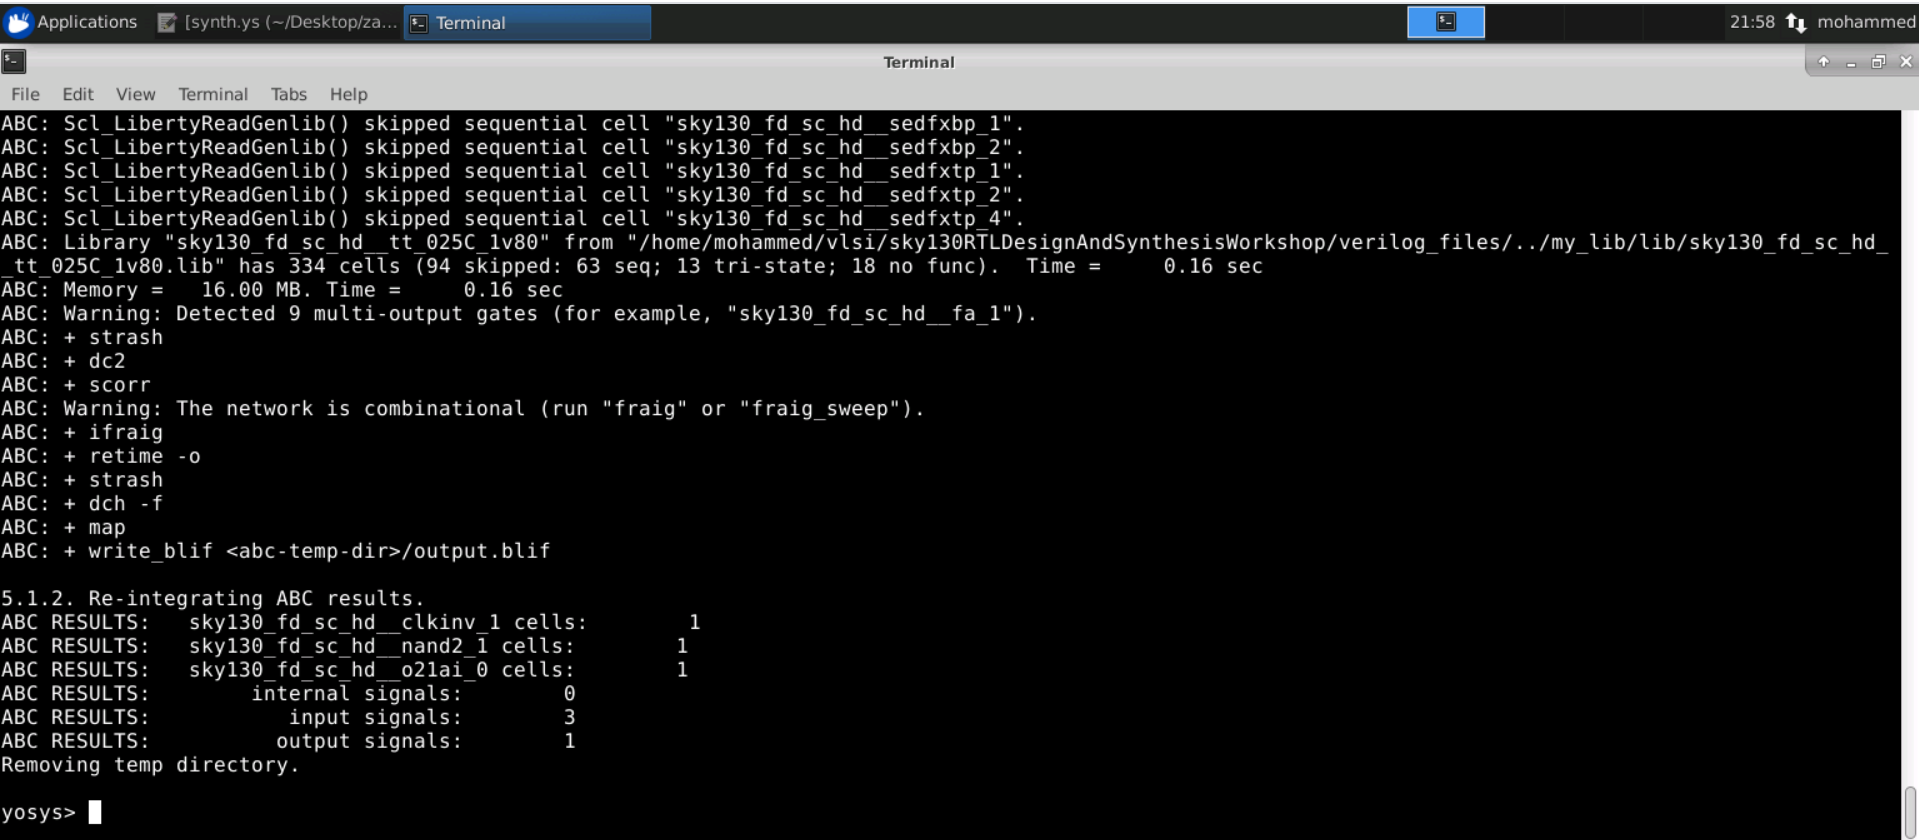 Applications [synth.ys (~/Desktop/za... Terminal 21:58 mohammed
Terminal
File Edit View Terminal Tabs Help
ABC: Scl_LibertyReadGenlib() skipped sequential cell "sky130_fd_sc_hd__sedfxbp_1".
ABC: Scl_LibertyReadGenlib() skipped sequential cell "sky130_fd_sc_hd__sedfxbp_2".
ABC: Scl_LibertyReadGenlib() skipped sequential cell "sky130_fd_sc_hd__sedfxtp_1".
ABC: Scl_LibertyReadGenlib() skipped sequential cell "sky130_fd_sc_hd__sedfxtp_2".
ABC: Scl_LibertyReadGenlib() skipped sequential cell "sky130_fd_sc_hd__sedfxtp_4".
ABC: Library "sky130_fd_sc_hd__tt_025C_1v80" from "/home/mohammed/vlsi/sky130RTLDesignAndSynthesisWorkshop/verilog_files/../my_lib/lib/sky130_fd_sc_hd_
_tt_025C_1v80.lib" has 334 cells (94 skipped: 63 seq; 13 tri-state; 18 no func).  Time =     0.16 sec
ABC: Memory =   16.00 MB. Time =     0.16 sec
ABC: Warning: Detected 9 multi-output gates (for example, "sky130_fd_sc_hd__fa_1").
ABC: + strash
ABC: + dc2
ABC: + scorr
ABC: Warning: The network is combinational (run "fraig" or "fraig_sweep").
ABC: + ifraig
ABC: + retime -o
ABC: + strash
ABC: + dch -f
ABC: + map
ABC: + write_blif <abc-temp-dir>/output.blif
5.1.2. Re-integrating ABC results.
ABC RESULTS:   sky130_fd_sc_hd__clkinv_1 cells:        1
ABC RESULTS:   sky130_fd_sc_hd__nand2_1 cells:        1
ABC RESULTS:   sky130_fd_sc_hd__o21ai_0 cells:        1
ABC RESULTS:        internal signals:        0
ABC RESULTS:           input signals:        3
ABC RESULTS:          output signals:        1
Removing temp directory.
yosys>